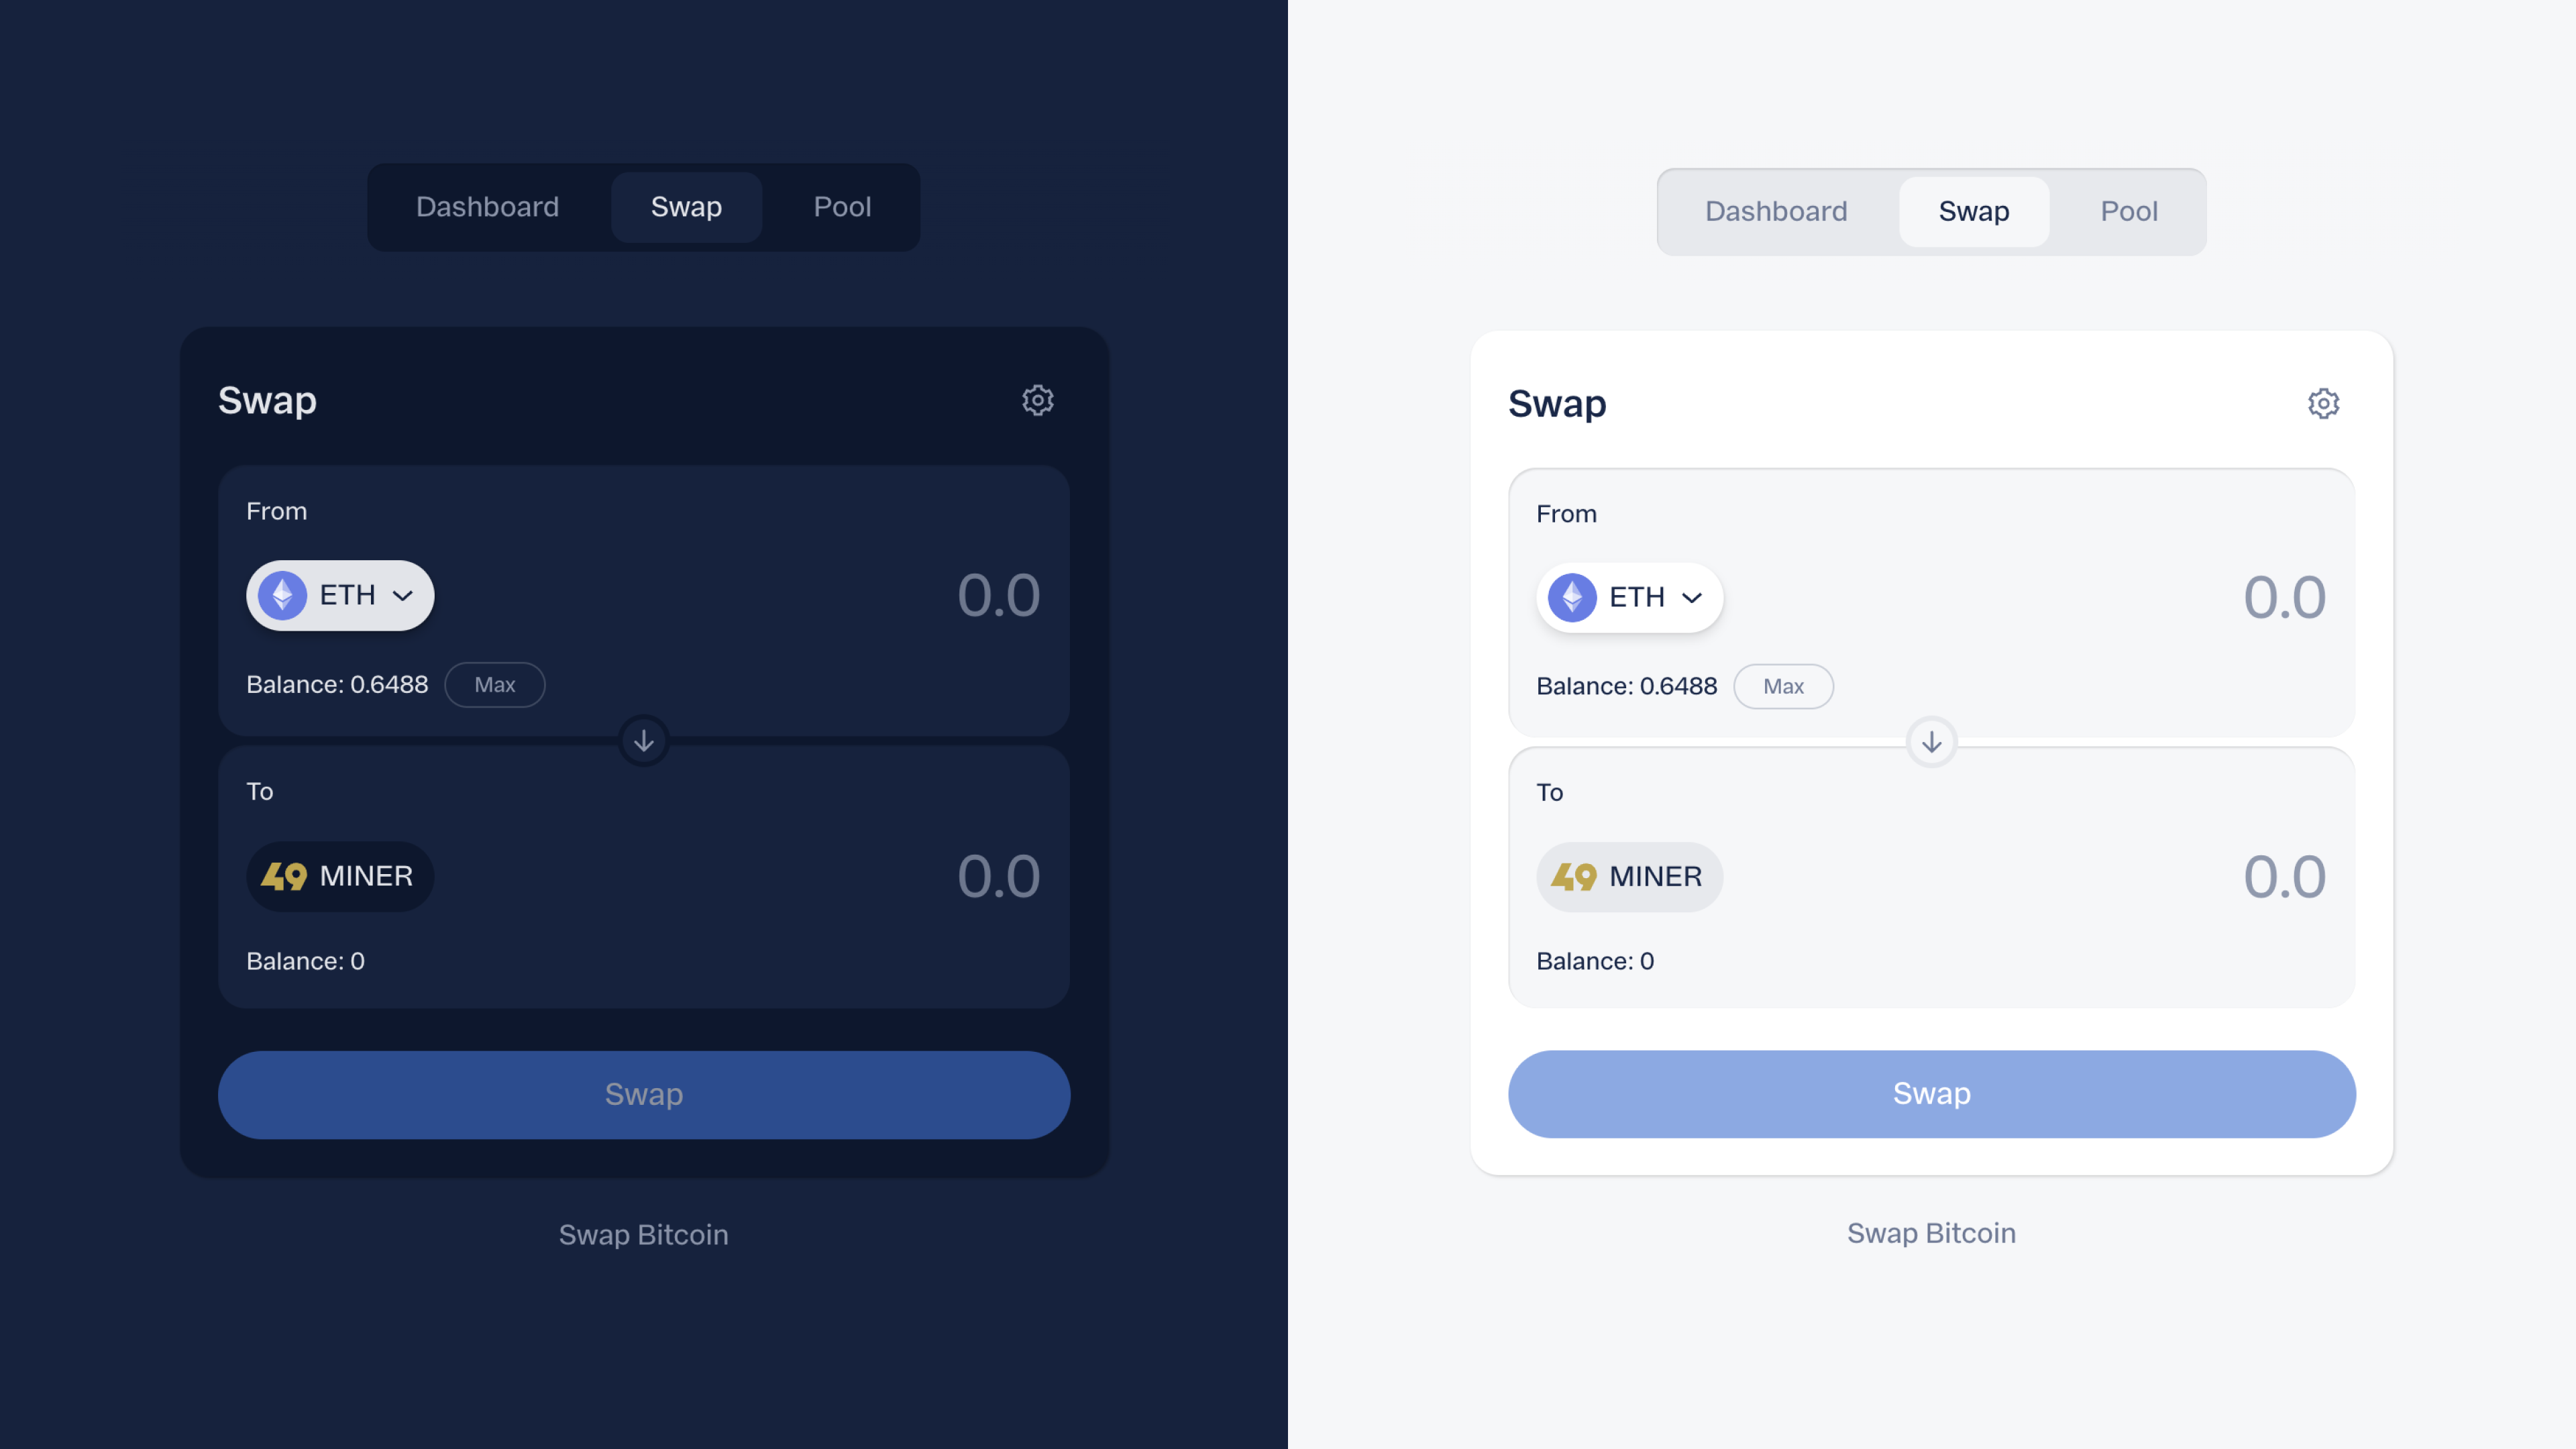 Dashboard Swap Pool
Swap
From
ETH 0.0
Balance: 0.6488 Max
To
49 MINER 0.0
Balance: 0
Swap
Swap Bitcoin
Dashboard Swap Pool
Swap
From
ETH 0.0
Balance: 0.6488 Max
To
49 MINER 0.0
Balance: 0
Swap
Swap Bitcoin